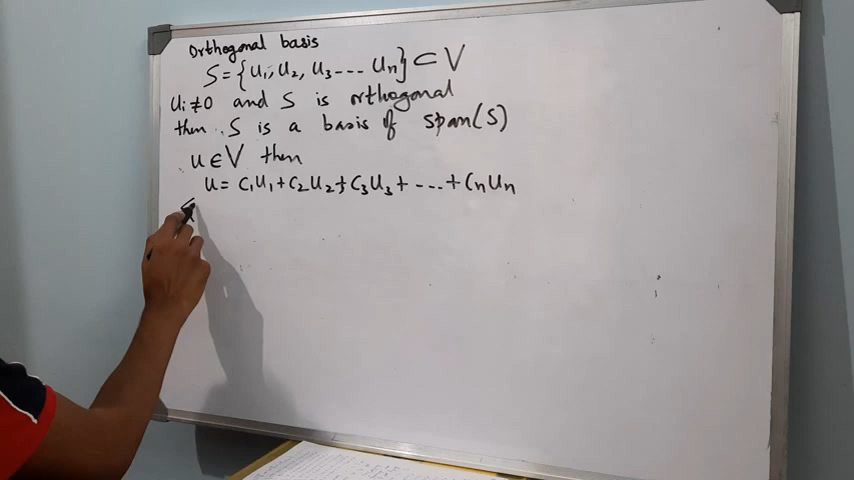 Orthogonal basis
S = {u₁, u₂, u₃ --- uₙ} ⊂ V
uᵢ ≠ 0 and S is orthogonal
then S is a basis of span(S)
u ∈ V then
u = c₁u₁ + c₂u₂ + c₃u₃ + --- + cₙuₙ